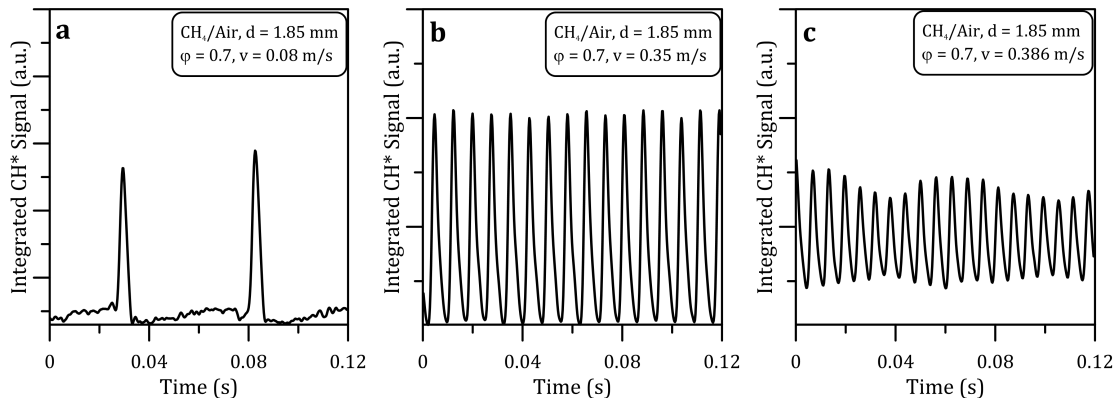 a
CH₄/Air, d = 1.85 mm
φ = 0.7, v = 0.08 m/s
Integrated CH* Signal (a.u.)
0
0.04
0.08
0.12
Time (s)
b
CH₄/Air, d = 1.85 mm
φ = 0.7, v = 0.35 m/s
Integrated CH* Signal (a.u.)
0
0.04
0.08
0.12
Time (s)
c
CH₄/Air, d = 1.85 mm
φ = 0.7, v = 0.386 m/s
Integrated CH* Signal (a.u.)
0
0.04
0.08
0.12
Time (s)